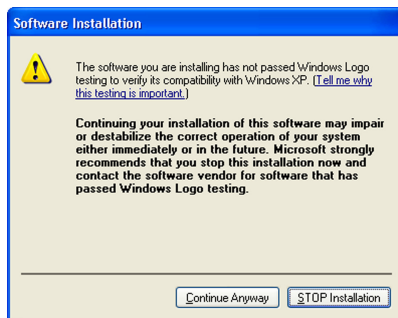 Software Installation
The software you are installing has not passed Windows Logo
testing to verify its compatibility with Windows XP. (Tell me why
this testing is important.)
Continuing your installation of this software may impair
or destabilize the correct operation of your system
either immediately or in the future. Microsoft strongly
recommends that you stop this installation now and
contact the software vendor for software that has
passed Windows Logo testing.
Continue Anyway
STOP Installation